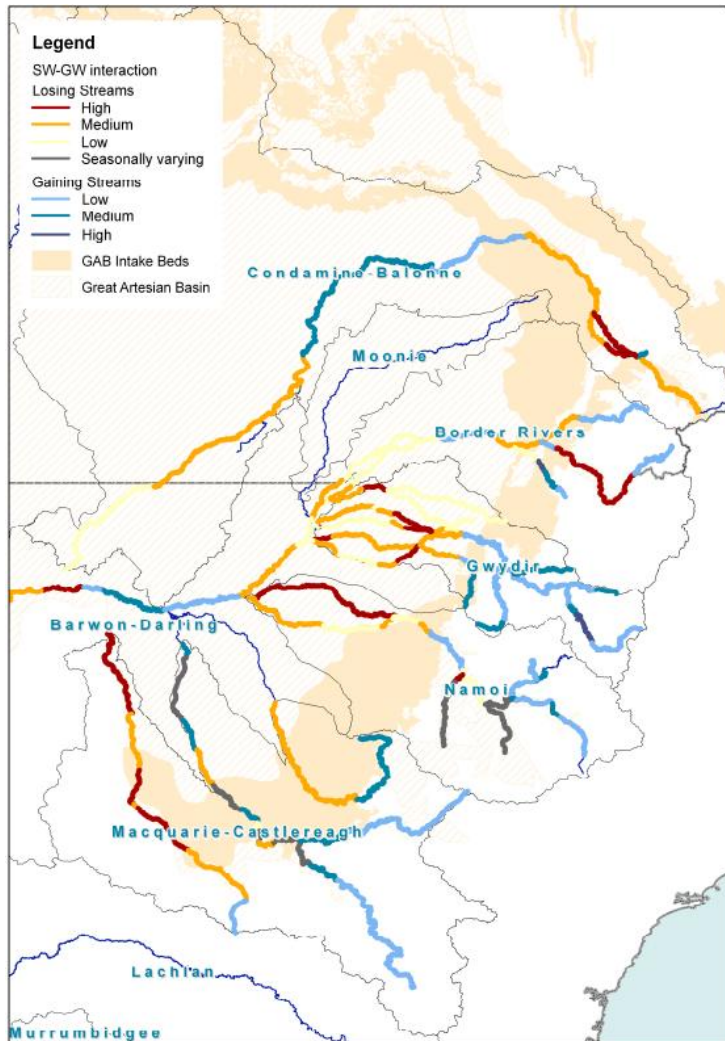 Legend
SW-GW interaction
Losing Streams
High
Medium
Low
Seasonally varying
Gaining Streams
Low
Medium
High
GAB Intake Beds
Great Artesian Basin
Condamine-Balonne
Moonie
Border Rivers
Gwydir
Barwon-Darling
Namoi
Macquarie-Castlereagh
Lachlan
Murrumbidgee